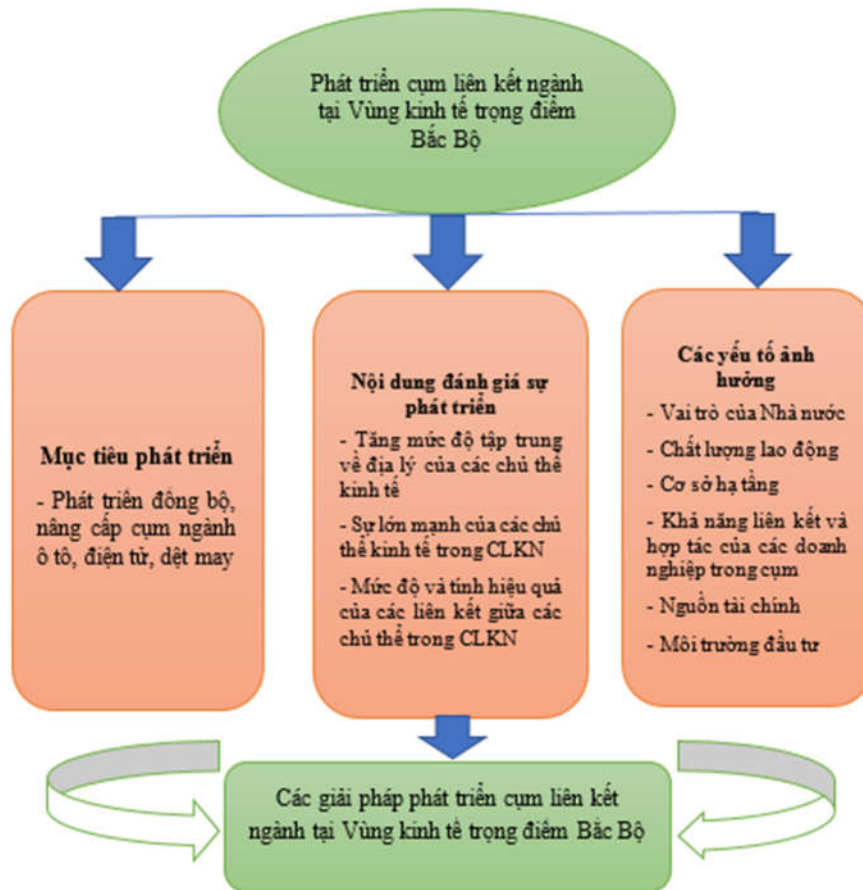 Phát triển cụm liên kết ngành
tại Vùng kinh tế trọng điểm
Bắc Bộ
Mục tiêu phát triển
- Phát triển đồng bộ,
nâng cấp cụm ngành
ô tô, điện tử, dệt may
Nội dung đánh giá sự
phát triển
- Tăng mức độ tập trung
về địa lý của các chủ thể
kinh tế
- Sự lớn mạnh của các chủ
thể kinh tế trong CLKN
- Mức độ và tính hiệu quả
của các liên kết giữa các
chủ thể trong CLKN
Các yếu tố ảnh
hưởng
- Vai trò của Nhà nước
- Chất lượng lao động
- Cơ sở hạ tầng
- Khả năng liên kết và
hợp tác của các doanh
nghiệp trong cụm
- Nguồn tài chính
- Môi trường đầu tư
Các giải pháp phát triển cụm liên kết
ngành tại Vùng kinh tế trọng điểm Bắc Bộ